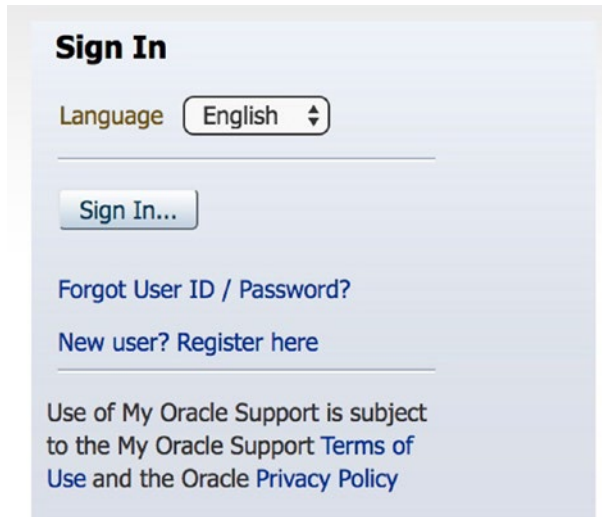 Sign In
Language English
Sign In...
Forgot User ID / Password?
New user? Register here
Use of My Oracle Support is subject
to the My Oracle Support Terms of
Use and the Oracle Privacy Policy